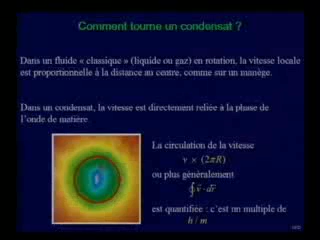 Comment tourne un condensat ?
Dans un fluide « classique » (liquide ou gaz) en rotation, la vitesse locale
est proportionnelle à la distance au centre, comme sur un manège.
Dans un condensat, la vitesse est directement reliée à la phase de
l'onde de matière.
La circulation de la vitesse
v × (2πR)
ou plus généralement
∮ v⃗ · dr⃗
est quantifiée : c'est un multiple de
h / m